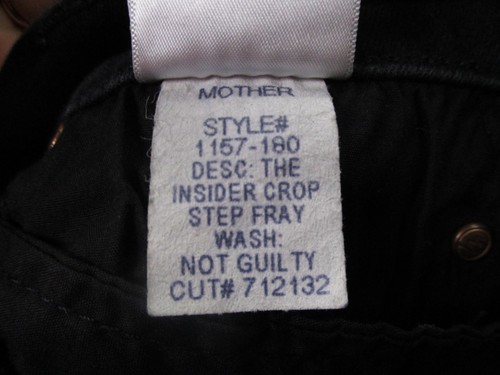 MOTHER
STYLE#
1157-180
DESC: THE
INSIDER CROP
STEP FRAY
WASH:
NOT GUILTY
CUT# 712132